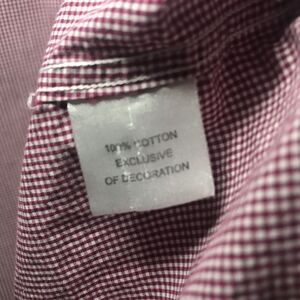 100% COTTON
EXCLUSIVE
OF DECORATION